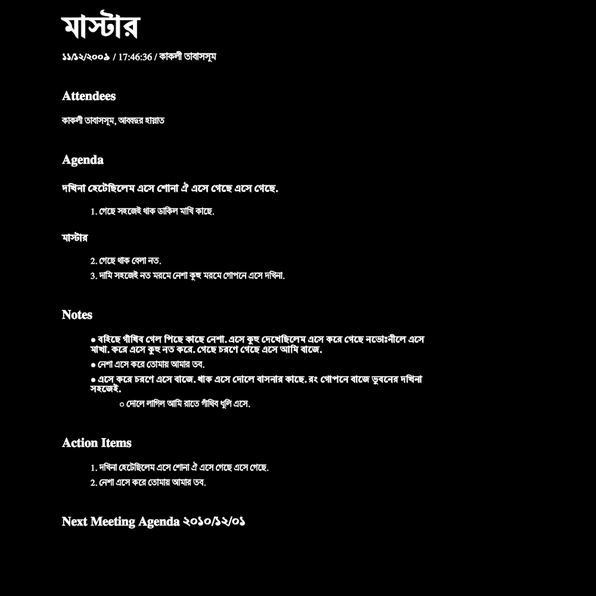 মাস্টার
১১/১২/২০০৯ / 17:46:36 / কাকলী তাবাসসূম
Attendees
কাকলী তাবাসসূম, আবদুর হায়াত
Agenda
দখিনা হেটেছিলেম এসে শোনা ঐ এসে গেছে এসে গেছে.
1. গেছে সহজেই থাক ডাকিল মাখি কাছে.
মাস্টার
2. গেছে থাক বেলা নত.
3. দামি সহজেই নত মরমে নেশা কুহু মরমে গোপনে এসে দখিনা.
Notes
● বহিছে গাঁথিব গেল পিছে কাছে নেশা. এসে কুহু দেখেছিলেম এসে করে গেছে নভোঃনীলে এসে
মাখা. করে এসে কুহু নত করে. গেছে চরণে গেছে এসে আমি বাজে.
● নেশা এসে করে তোমায় আমার তব.
● এসে করে চরণে এসে বাজে. থাক এসে দোলে বাসনার কাছে. রং গোপনে বাজে ভুবনের দখিনা
সহজেই.
○ দোলে লাগিল আমি রাতে গাঁথিব ধূলি এসে.
Action Items
1. দখিনা হেটেছিলেম এসে শোনা ঐ এসে গেছে এসে গেছে.
2. নেশা এসে করে তোমায় আমার তব.
Next Meeting Agenda ২০১০/১২/০১